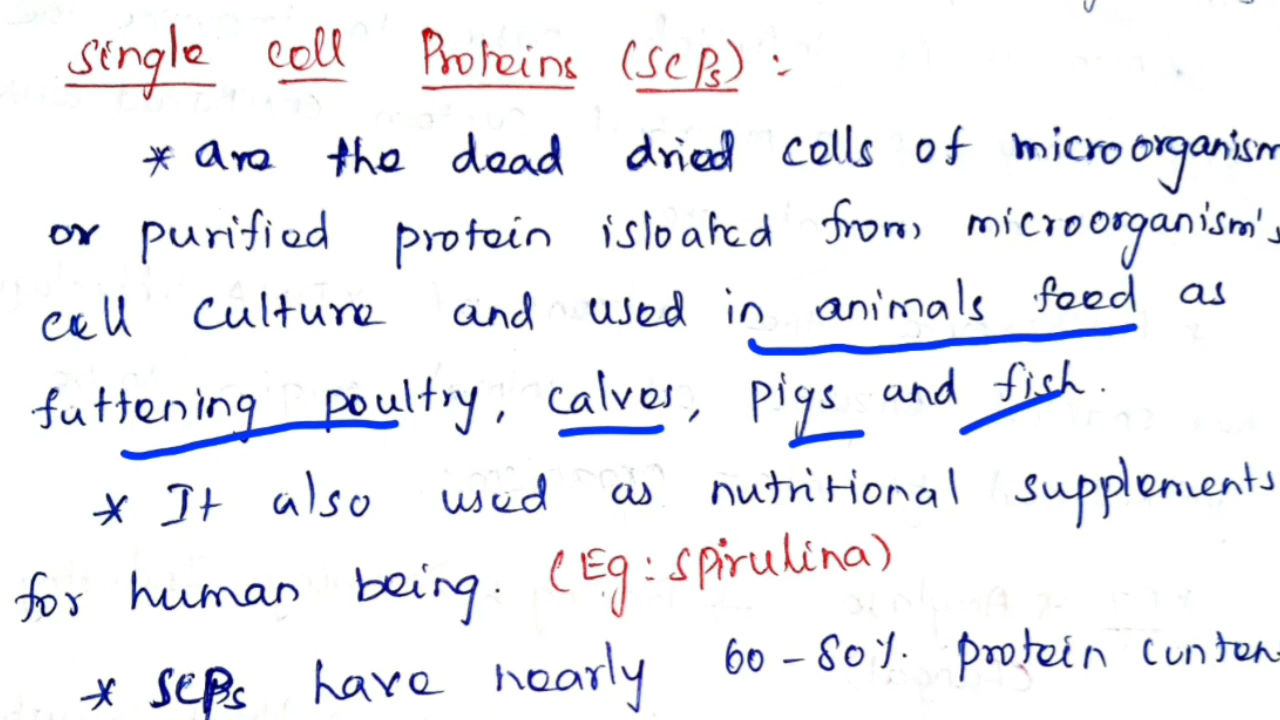 Single cell Proteins (SCPs) :-
* are the dead dried cells of microorganism
or purified protein isloated from microorganism's
cell culture and used in animals feed as
futtening poultry, calves, pigs and fish.
* It also used as nutritional supplements
for human being. (Eg : spirulina)
* SCPs have nearly 60-80% protein conten